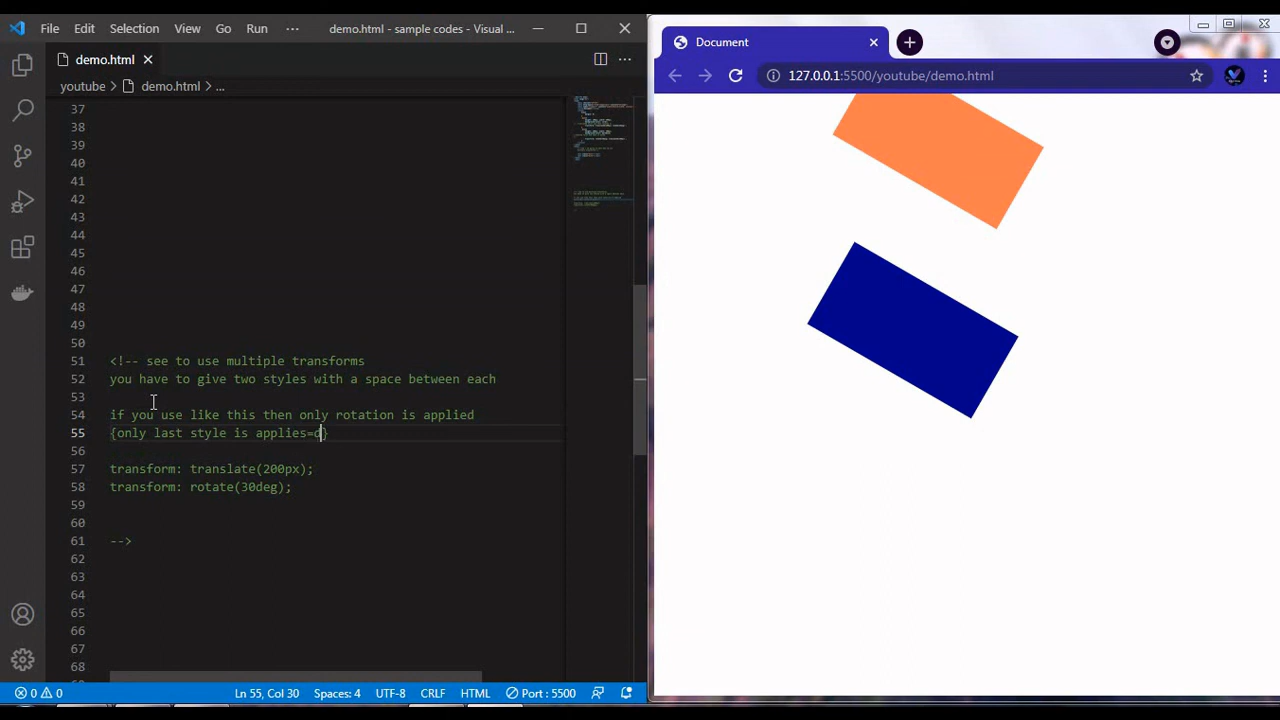 File Edit Selection View Go Run ··· demo.html - sample codes - Visual ...
demo.html
youtube > demo.html > ...
37
38
39
40
41
42
43
44
45
46
47
48
49
50
51 <!-- see to use multiple transforms
52 you have to give two styles with a space between each
53
54 if you use like this then only rotation is applied
55 {only last style is applies=d}
56
57 transform: translate(200px);
58 transform: rotate(30deg);
59
60
61 -->
62
63
64
65
66
67
68
0 0 Ln 55, Col 30 Spaces: 4 UTF-8 CRLF HTML Port : 5500
Document
127.0.0.1:5500/youtube/demo.html